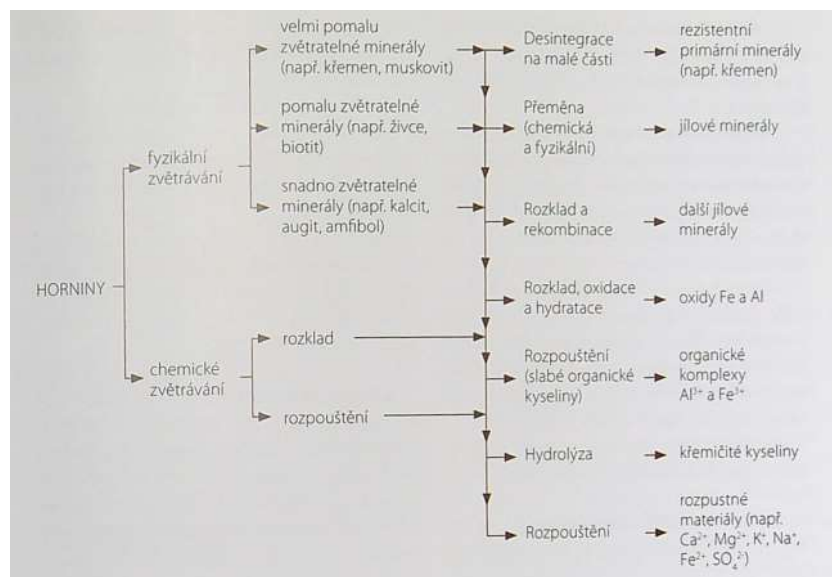 velmi pomalu
zvětratelné minerály
(např. křemen, muskovit)
Desintegrace
na malé části
rezistentní
primární minerály
(např. křemen)
pomalu zvětratelné
minerály (např. živce,
biotit)
Přeměna
(chemická
a fyzikální)
jílové minerály
fyzikální
zvětrávání
snadno zvětratelné
minerály (např. kalcit,
augit, amfibol)
Rozklad a
rekombinace
další jílové
minerály
HORNINY
Rozklad, oxidace
a hydratace
oxidy Fe a Al
rozklad
chemické
zvětrávání
Rozpouštění
(slabé organické
kyseliny)
organické
komplexy
Al³⁺ a Fe³⁺
rozpouštění
Hydrolýza
křemičité kyseliny
Rozpouštění
rozpustné
materiály (např.
Ca²⁺, Mg²⁺, K⁺, Na⁺,
Fe²⁺, SO₄²⁻)